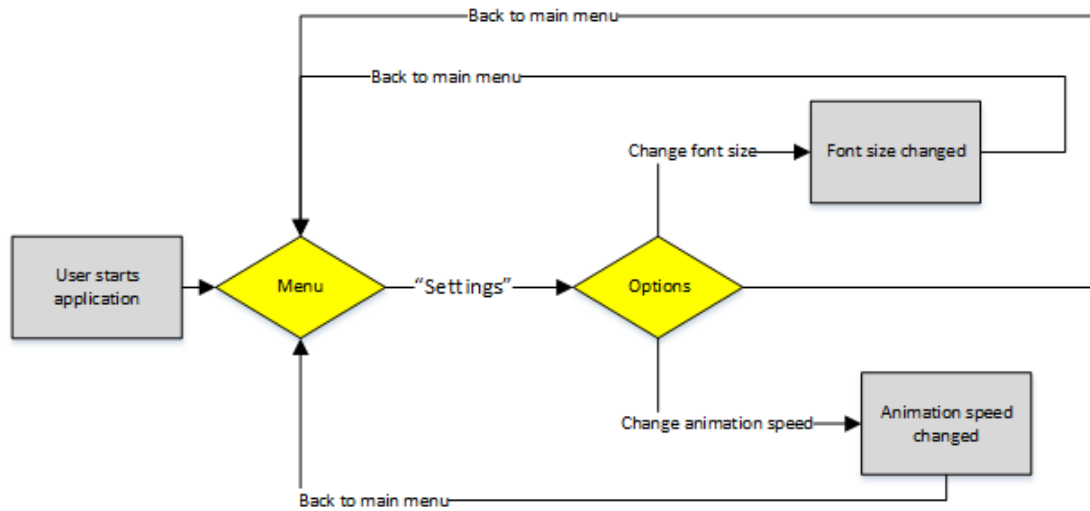 Back to main menu
Back to main menu
Change font size
Font size changed
User starts
application
Menu
“Settings”
Options
Change animation speed
Animation speed
changed
Back to main menu